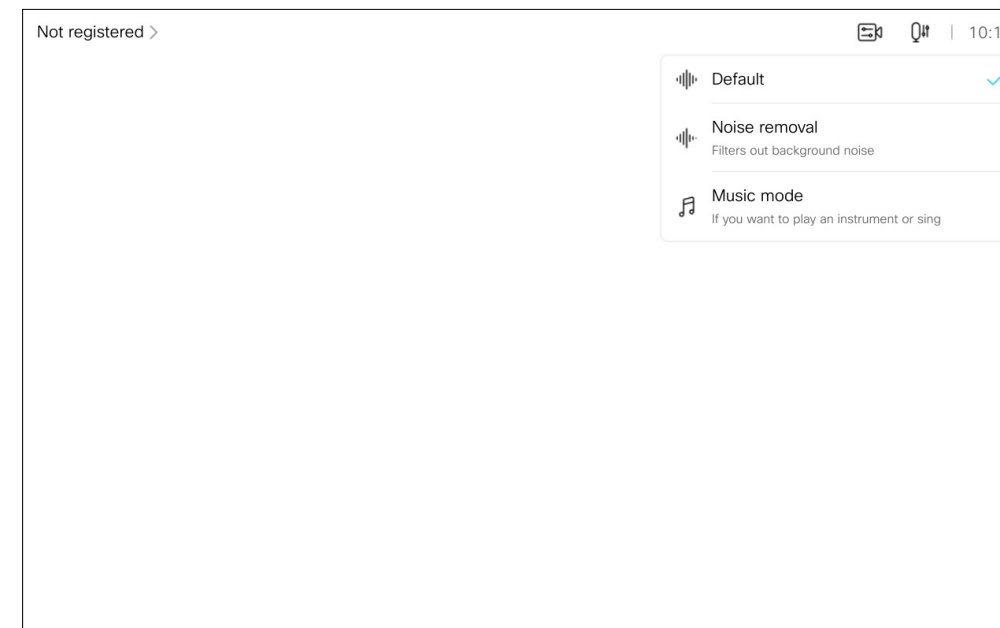 Not registered
10:1
Default
Noise removal
Filters out background noise
Music mode
If you want to play an instrument or sing